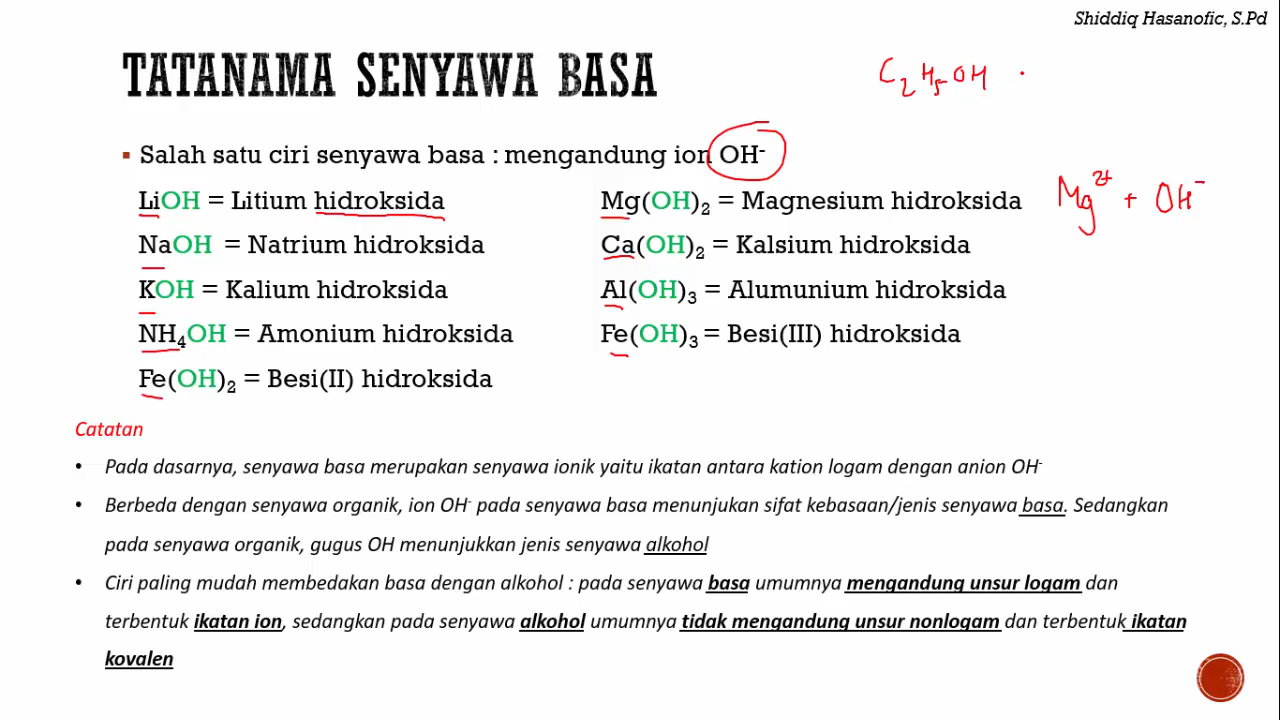 Shiddiq Hasanofic, S.Pd
TATANAMA SENYAWA BASA
C₂H₅OH
▪ Salah satu ciri senyawa basa : mengandung ion OH⁻
LiOH = Litium hidroksida
Mg(OH)₂ = Magnesium hidroksida
Mg²⁺ + OH⁻
NaOH = Natrium hidroksida
Ca(OH)₂ = Kalsium hidroksida
KOH = Kalium hidroksida
Al(OH)₃ = Alumunium hidroksida
NH₄OH = Amonium hidroksida
Fe(OH)₃ = Besi(III) hidroksida
Fe(OH)₂ = Besi(II) hidroksida
Catatan
• Pada dasarnya, senyawa basa merupakan senyawa ionik yaitu ikatan antara kation logam dengan anion OH⁻
• Berbeda dengan senyawa organik, ion OH⁻ pada senyawa basa menunjukan sifat kebasaan/jenis senyawa basa. Sedangkan
pada senyawa organik, gugus OH menunjukkan jenis senyawa alkohol
• Ciri paling mudah membedakan basa dengan alkohol : pada senyawa basa umumnya mengandung unsur logam dan
terbentuk ikatan ion, sedangkan pada senyawa alkohol umumnya tidak mengandung unsur nonlogam dan terbentuk ikatan
kovalen